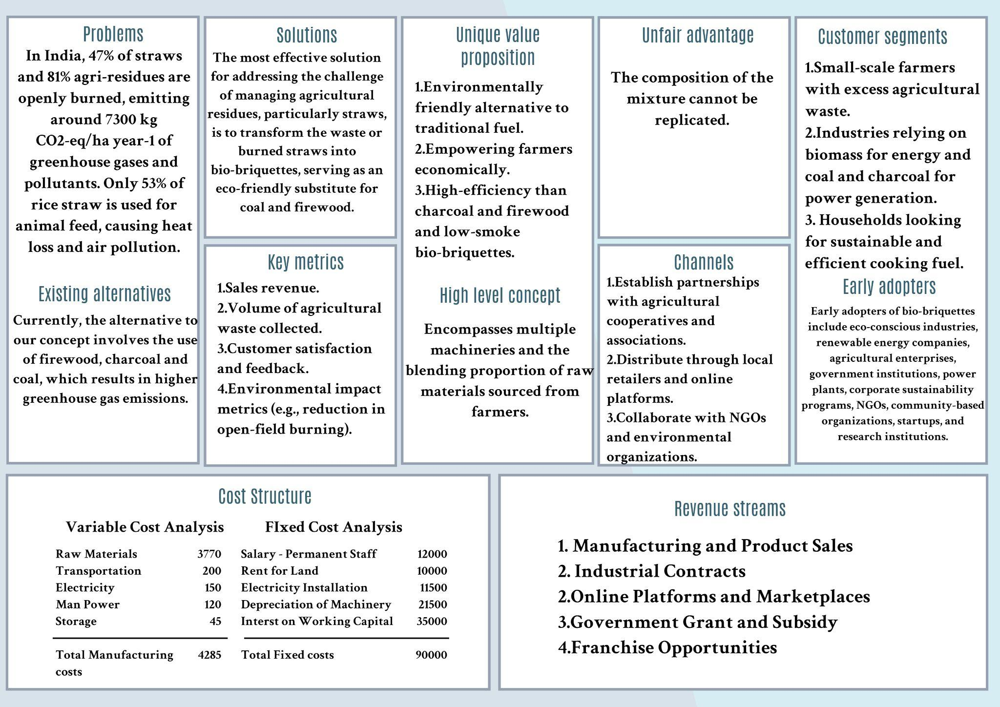 Problems
In India, 47% of straws
and 81% agri-residues are
openly burned, emitting
around 7300 kg
CO2-eq/ha year-1 of
greenhouse gases and
pollutants. Only 53% of
rice straw is used for
animal feed, causing heat
loss and air pollution.
Existing alternatives
Currently, the alternative to
our concept involves the use
of firewood, charcoal and
coal, which results in higher
greenhouse gas emissions.
Solutions
The most effective solution
for addressing the challenge
of managing agricultural
residues, particularly straws,
is to transform the waste or
burned straws into
bio-briquettes, serving as an
eco-friendly substitute for
coal and firewood.
Key metrics
1.Sales revenue.
2.Volume of agricultural
waste collected.
3.Customer satisfaction
and feedback.
4.Environmental impact
metrics (e.g., reduction in
open-field burning).
Unique value
proposition
1.Environmentally
friendly alternative to
traditional fuel.
2.Empowering farmers
economically.
3.High-efficiency than
charcoal and firewood
and low-smoke
bio-briquettes.
High level concept
Encompasses multiple
machineries and the
blending proportion of raw
materials sourced from
farmers.
Unfair advantage
The composition of the
mixture cannot be
replicated.
Channels
1.Establish partnerships
with agricultural
cooperatives and
associations.
2.Distribute through local
retailers and online
platforms.
3.Collaborate with NGOs
and environmental
organizations.
Customer segments
1.Small-scale farmers
with excess agricultural
waste.
2.Industries relying on
biomass for energy and
coal and charcoal for
power generation.
3. Households looking
for sustainable and
efficient cooking fuel.
Early adopters
Early adopters of bio-briquettes
include eco-conscious industries,
renewable energy companies,
agricultural enterprises,
government institutions, power
plants, corporate sustainability
programs, NGOs, community-based
organizations, startups, and
research institutions.
Cost Structure
Variable Cost Analysis
Raw Materials 3770
Transportation 200
Electricity 150
Man Power 120
Storage 45
Total Manufacturing 4285
costs
FIxed Cost Analysis
Salary - Permanent Staff 12000
Rent for Land 10000
Electricity Installation 11500
Depreciation of Machinery 21500
Interst on Working Capital 35000
Total Fixed costs 90000
Revenue streams
1. Manufacturing and Product Sales
2. Industrial Contracts
2.Online Platforms and Marketplaces
3.Government Grant and Subsidy
4.Franchise Opportunities